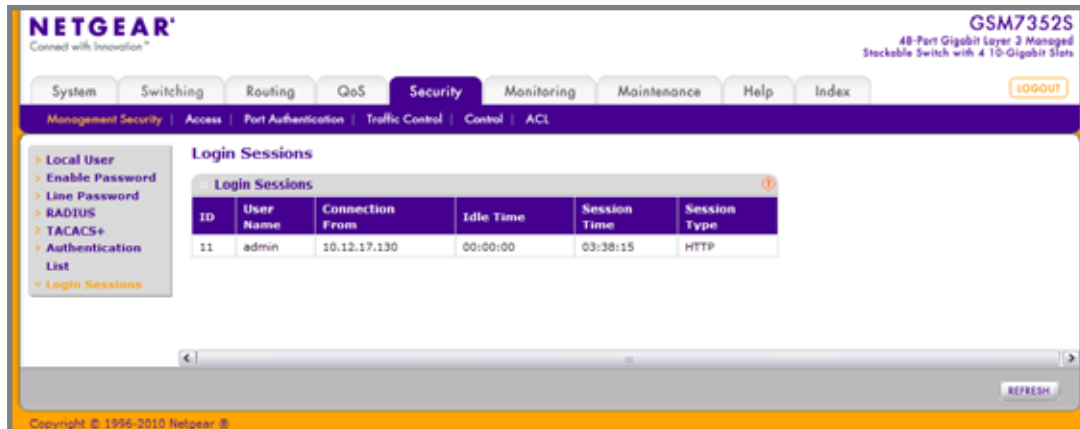 NETGEAR
Connect with Innovation™
GSM7352S
48-Port Gigabit Layer 3 Managed
Stackable Switch with 4 10-Gigabit Slots
System Switching Routing QoS Security Monitoring Maintenance Help Index LOGOUT
Management Security | Access | Port Authentication | Traffic Control | Control | ACL
Local User
Enable Password
Line Password
RADIUS
TACACS+
Authentication
List
Login Sessions
Login Sessions
Login Sessions
ID User Name Connection From Idle Time Session Time Session Type
11 admin 10.12.17.130 00:00:00 03:38:15 HTTP
REFRESH
Copyright © 1996-2010 Netgear ®